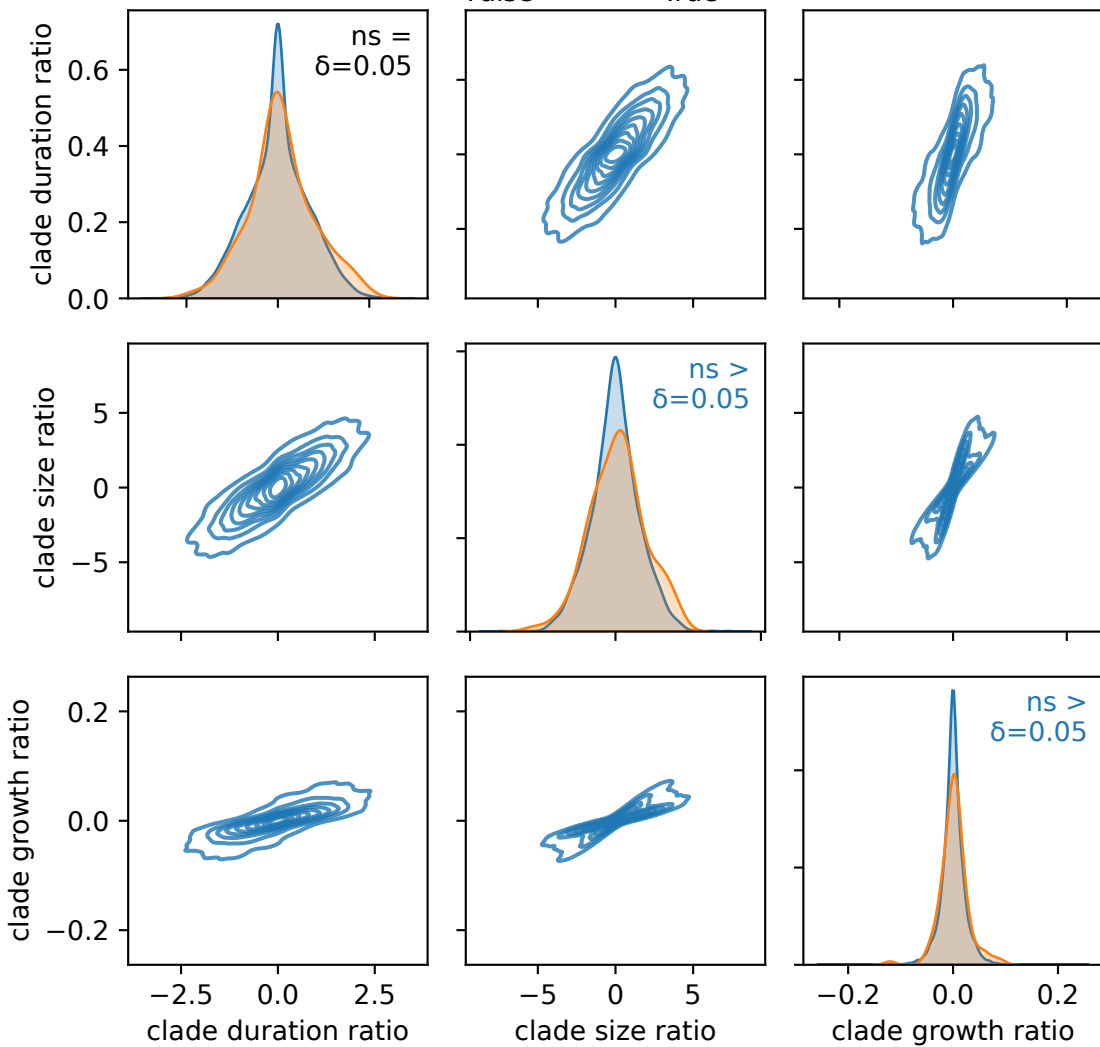 clade duration ratio
0.6
0.4
0.2
0.0
ns =
δ=0.05
clade size ratio
5
0
−5
ns >
δ=0.05
clade growth ratio
0.2
0.0
−0.2
ns >
δ=0.05
−2.5 0.0 2.5
−5 0 5
−0.2 0.0 0.2
clade duration ratio
clade size ratio
clade growth ratio